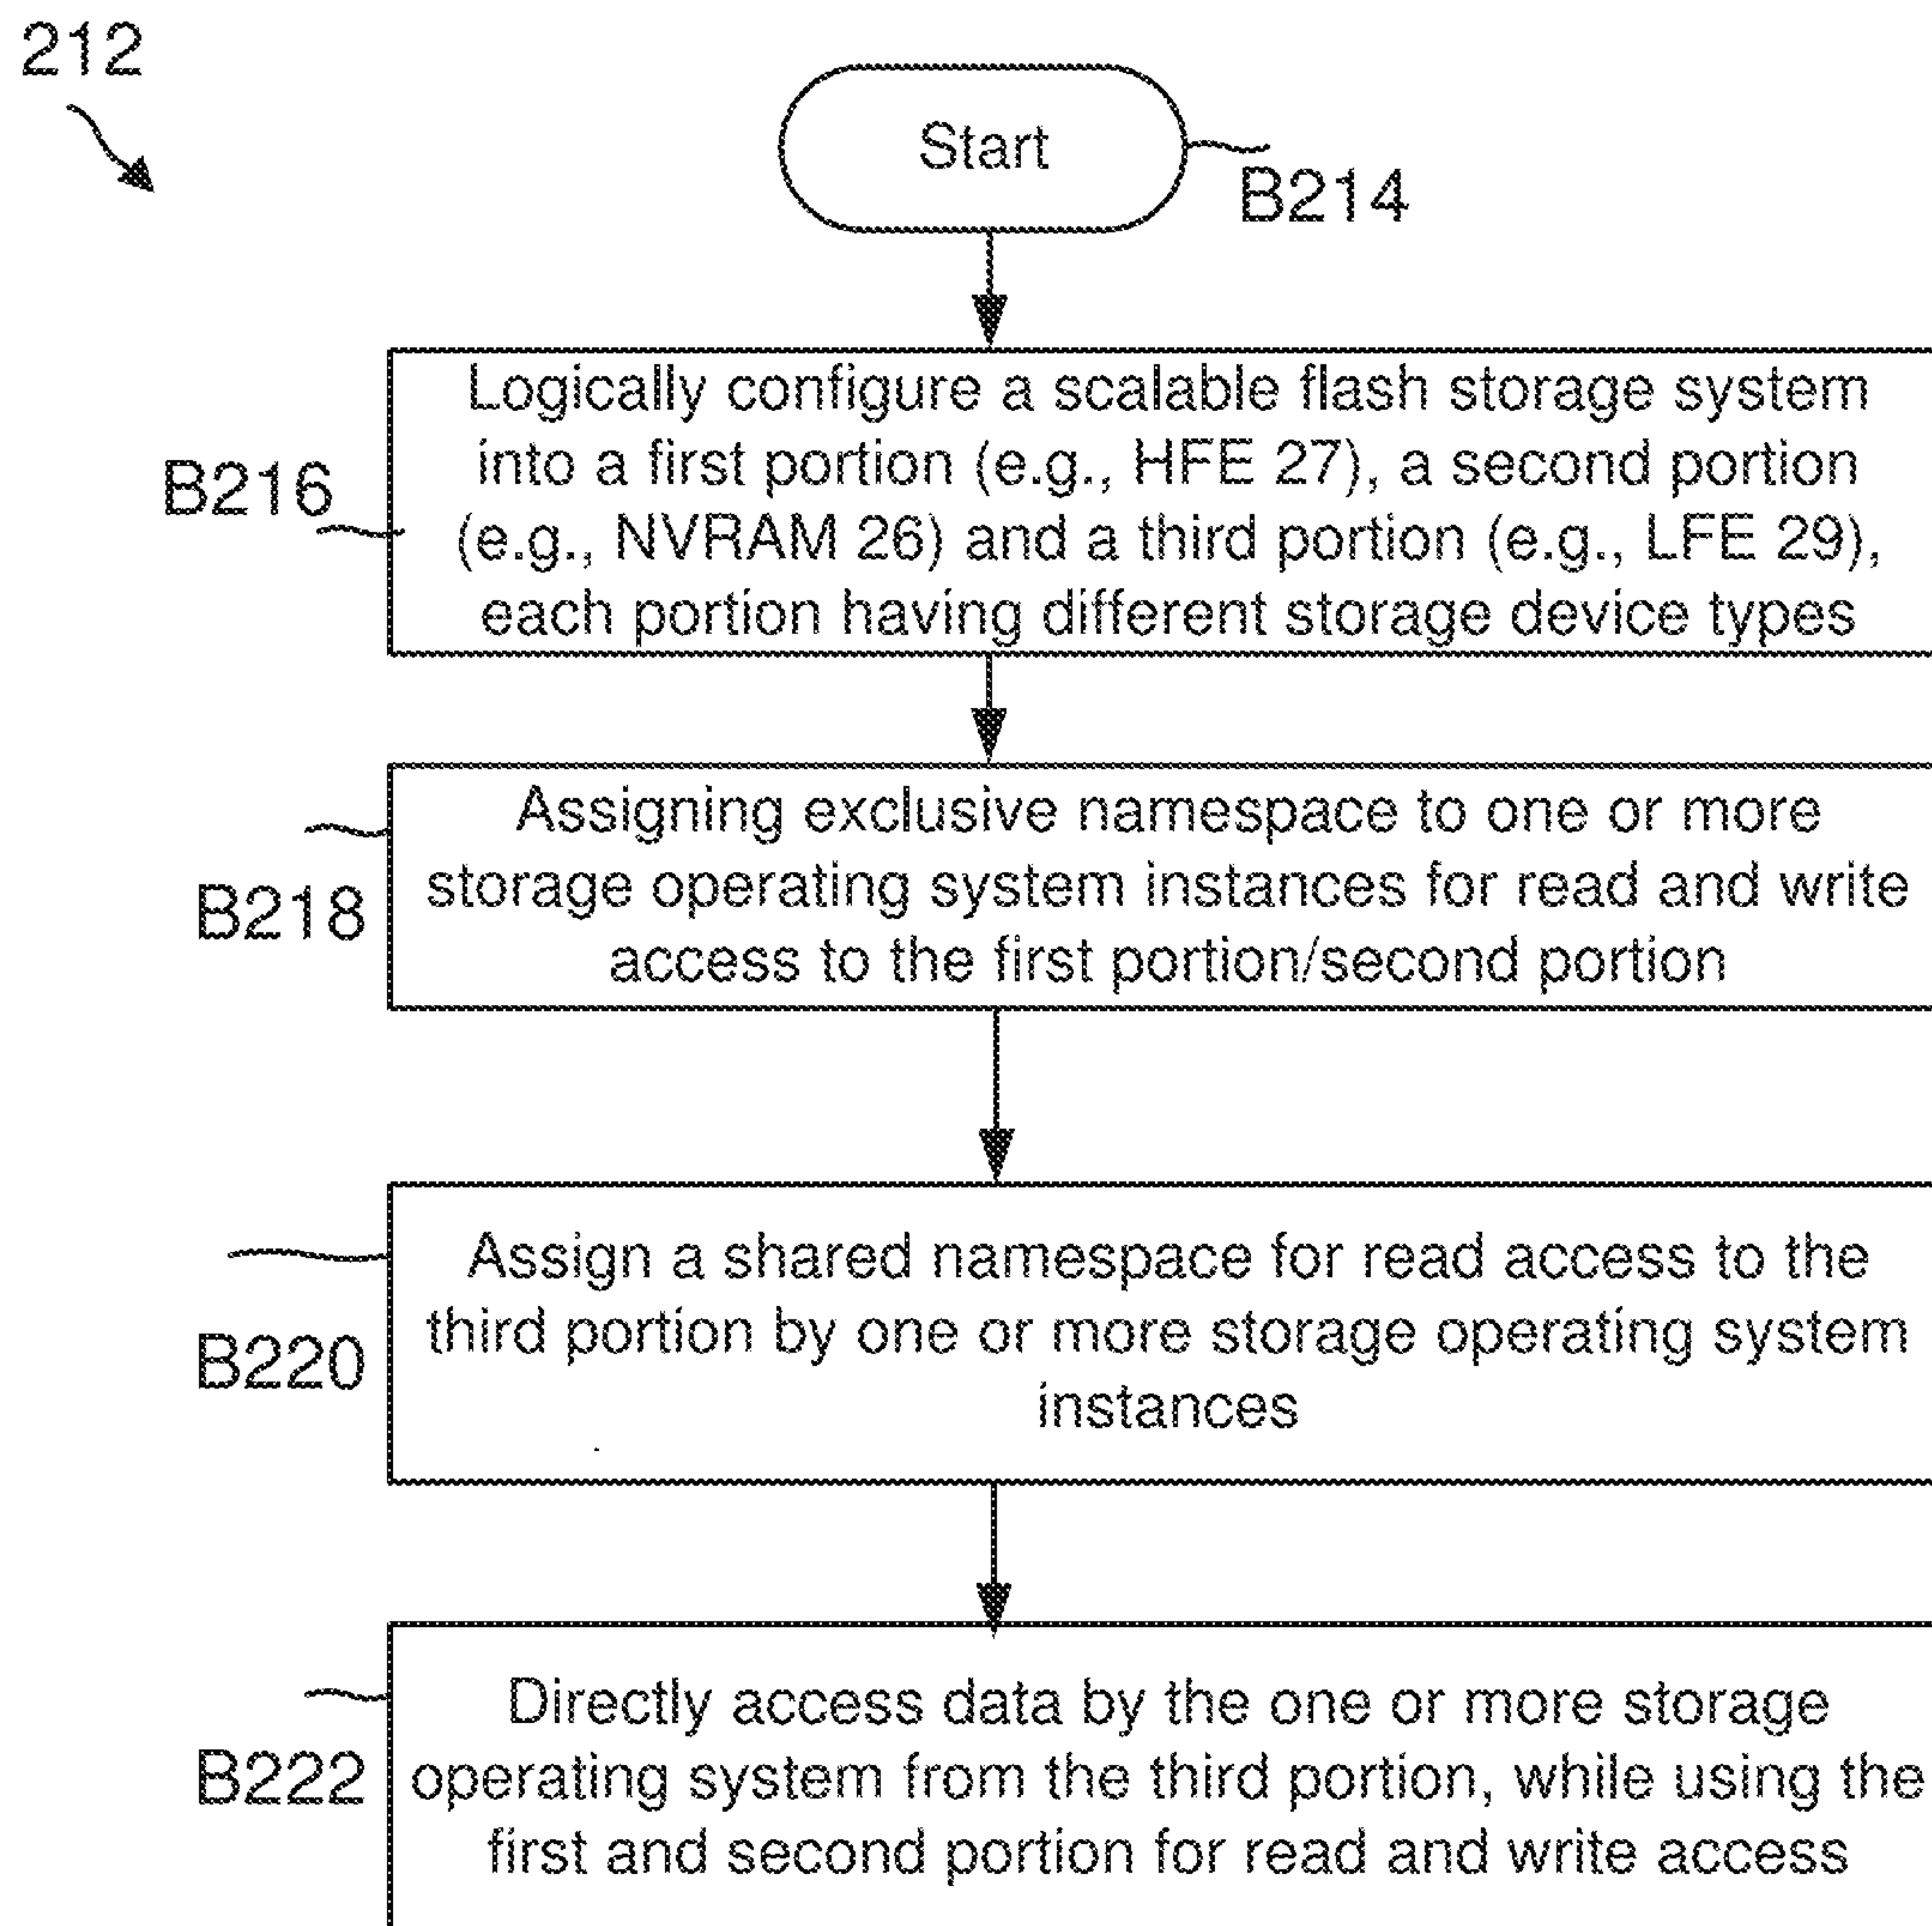 212
Start
B214
Logically configure a scalable flash storage system
into a first portion (e.g., HFE 27), a second portion
(e.g., NVRAM 26) and a third portion (e.g., LFE 29),
each portion having different storage device types
B216
Assigning exclusive namespace to one or more
storage operating system instances for read and write
access to the first portion/second portion
B218
Assign a shared namespace for read access to the
third portion by one or more storage operating system
instances
B220
Directly access data by the one or more storage
operating system from the third portion, while using the
first and second portion for read and write access
B222